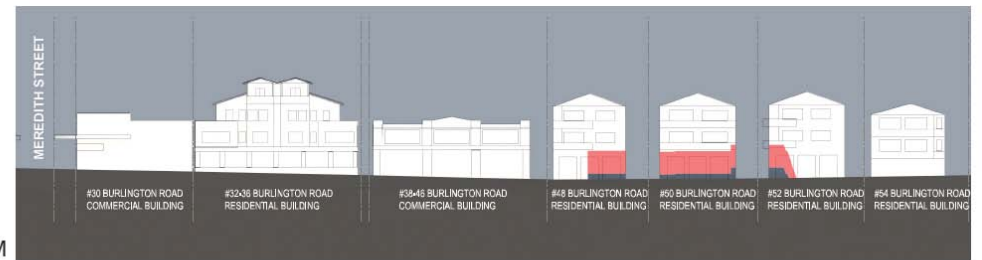 MEREDITH STREET
#30 BURLINGTON ROAD
COMMERCIAL BUILDING
#32-36 BURLINGTON ROAD
RESIDENTIAL BUILDING
#38-46 BURLINGTON ROAD
COMMERCIAL BUILDING
#48 BURLINGTON ROAD
RESIDENTIAL BUILDING
#50 BURLINGTON ROAD
RESIDENTIAL BUILDING
#52 BURLINGTON ROAD
RESIDENTIAL BUILDING
#54 BURLINGTON ROAD
RESIDENTIAL BUILDING
M